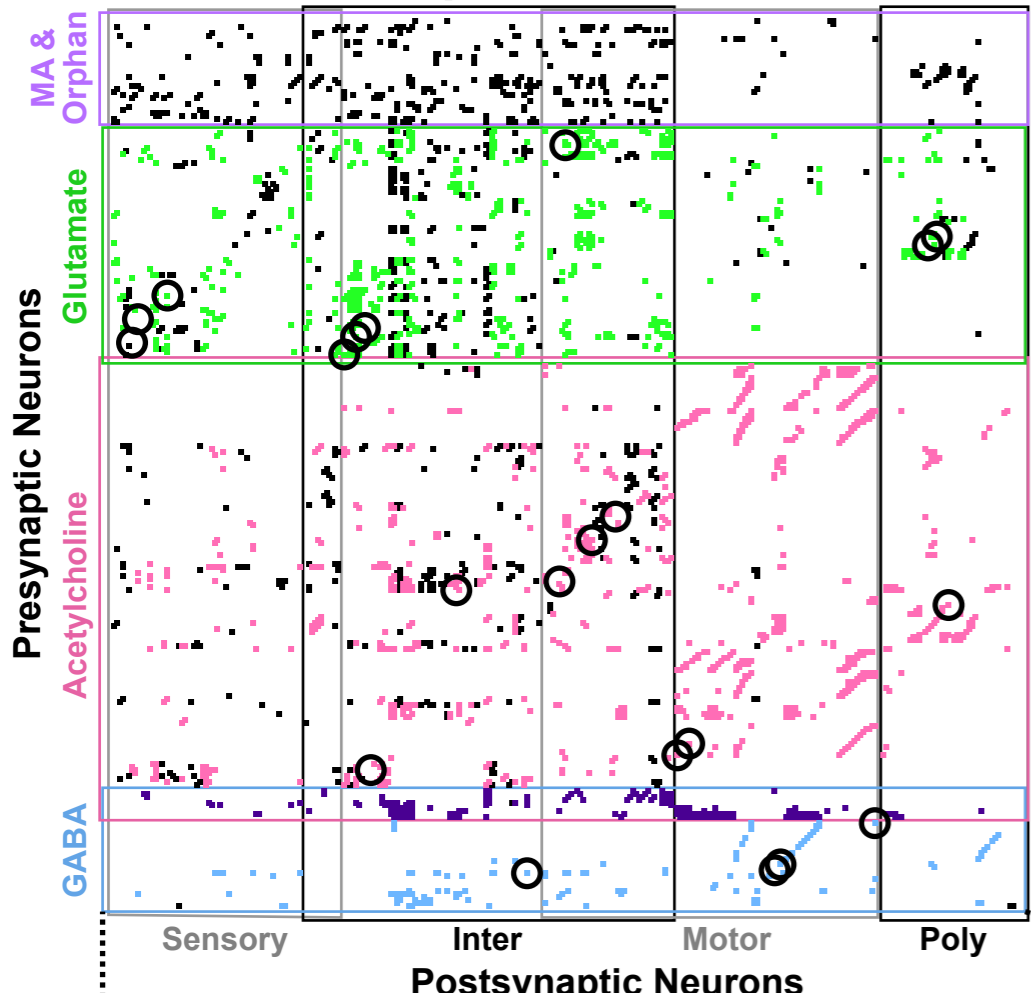 MA &
Orphan
Glutamate
Acetylcholine
GABA
Presynaptic Neurons
Sensory
Inter
Motor
Poly
Postsynaptic Neurons